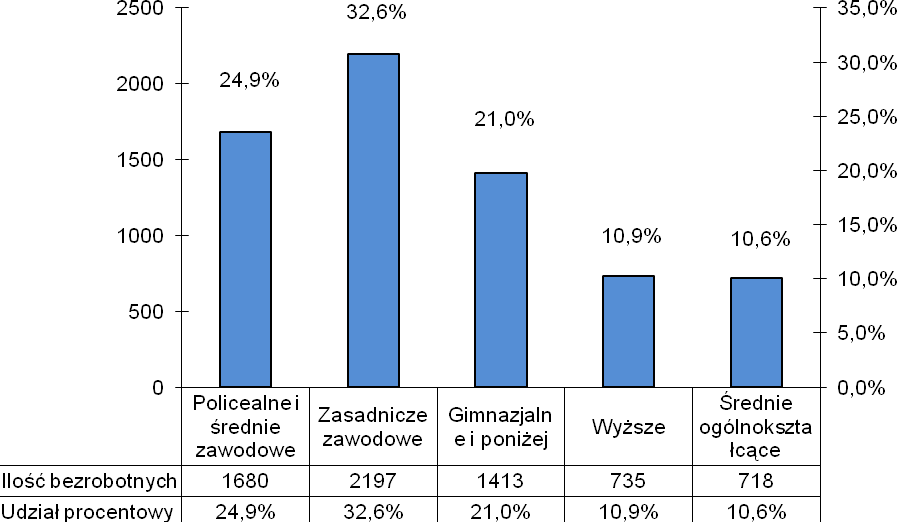 2500
2000
1500
1000
500
0
35,0%
30,0%
25,0%
20,0%
15,0%
10,0%
5,0%
0,0%
24,9%
32,6%
21,0%
10,9%
10,6%
Policealne i
średnie
zawodowe
Zasadnicze
zawodowe
Gimnazjaln
e i poniżej
Wyższe
Średnie
ogólnokszta
łcące
Ilość bezrobotnych 1680 2197 1413 735 718
Udział procentowy 24,9% 32,6% 21,0% 10,9% 10,6%